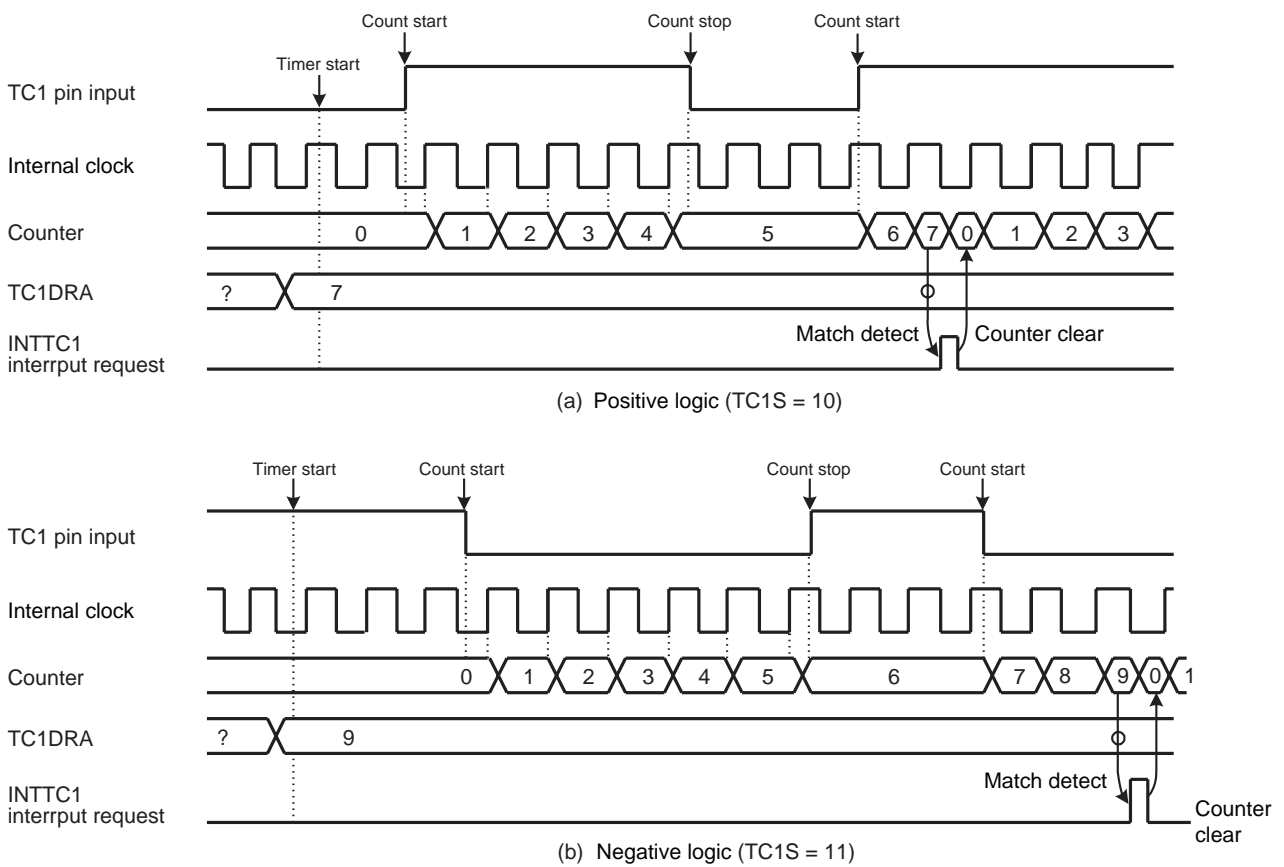 Count start Count stop Count start
Timer start
TC1 pin input
Internal clock
Counter 0 1 2 3 4 5 6 7 0 1 2 3
TC1DRA ? 7
Match detect Counter clear
INTTC1
interrput request
(a) Positive logic (TC1S = 10)
Timer start Count start Count stop Count start
TC1 pin input
Internal clock
Counter 0 1 2 3 4 5 6 7 8 9 0 1
TC1DRA ? 9
Match detect
INTTC1
interrput request
Counter
clear
(b) Negative logic (TC1S = 11)